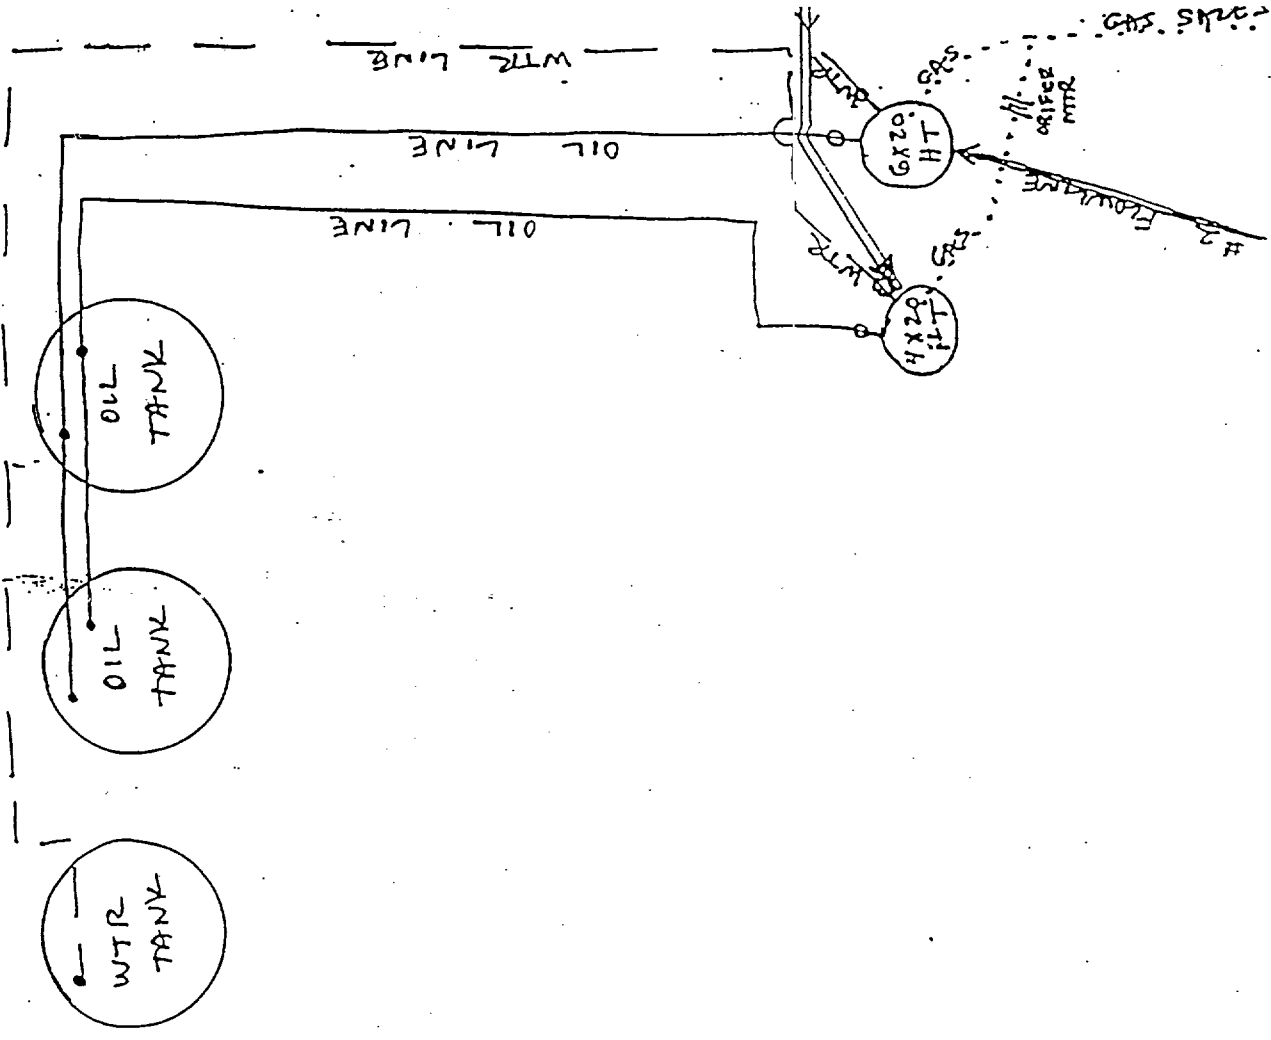 GAS SALES
GAS
WTR
WTR LINE
ORIFICE
MTR
6X20
HT
OIL LINE
FLOWLINE
#2
OIL LINE
WTR
GAS
4X20
HT
OIL
TANK
OIL
TANK
WTR
TANK